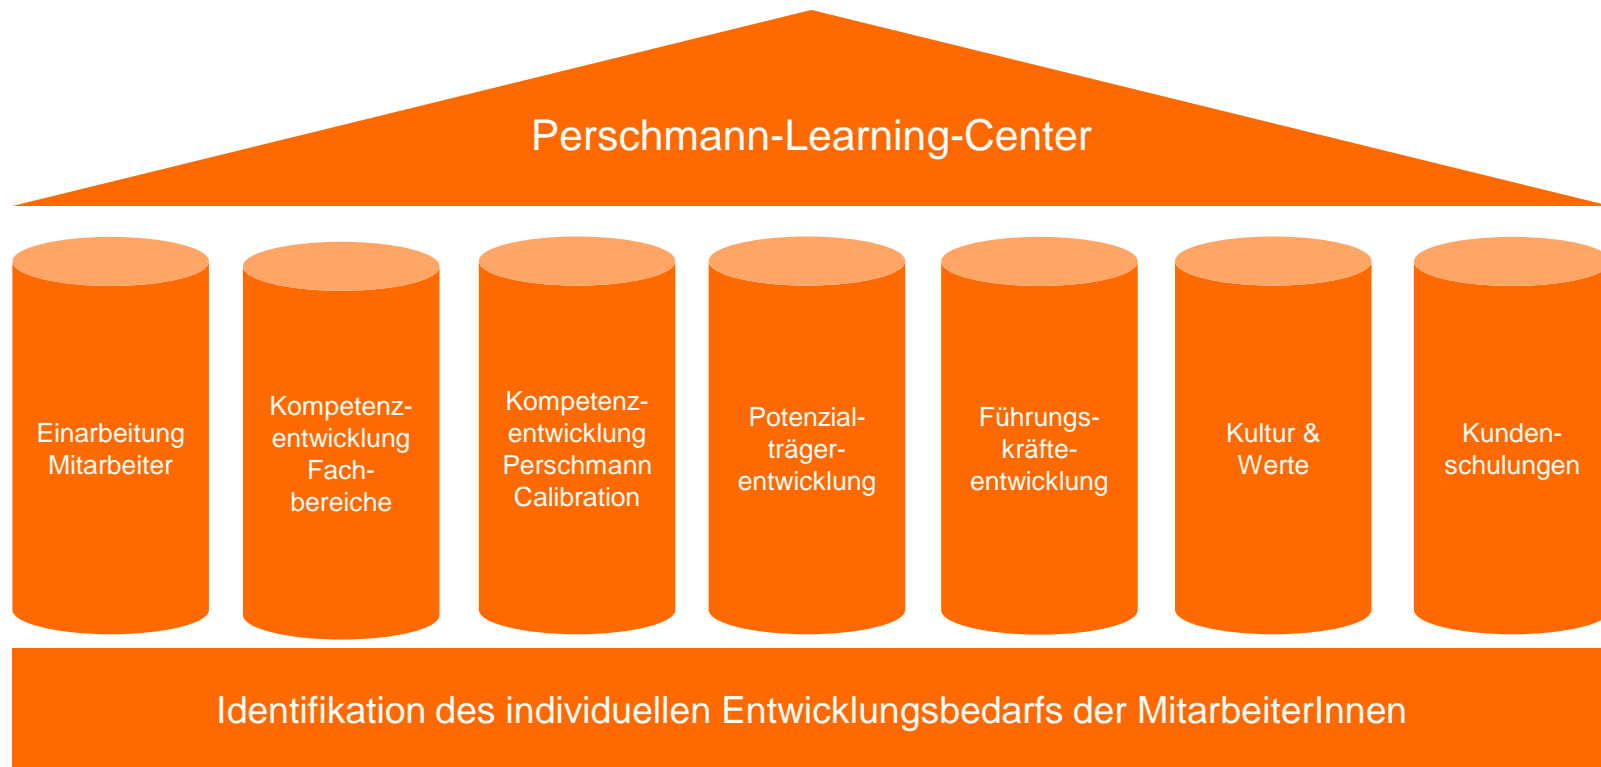 Perschmann-Learning-Center
Einarbeitung
Mitarbeiter
Kompetenz-
entwicklung
Fach-
bereiche
Kompetenz-
entwicklung
Perschmann
Calibration
Potenzial-
träger-
entwicklung
Führungs-
kräfte-
entwicklung
Kultur &
Werte
Kunden-
schulungen
Identifikation des individuellen Entwicklungsbedarfs der MitarbeiterInnen